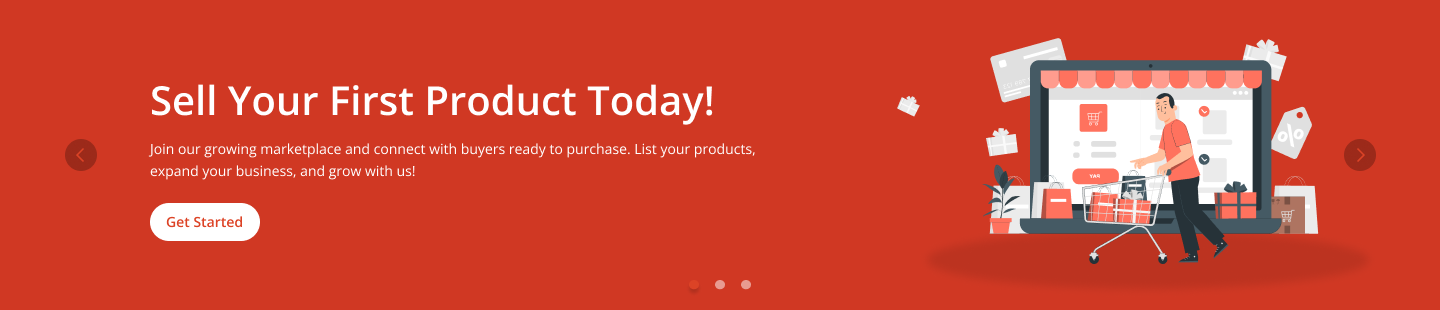 Sell Your First Product Today!
Join our growing marketplace and connect with buyers ready to purchase. List your products,
expand your business, and grow with us!
Get Started
%